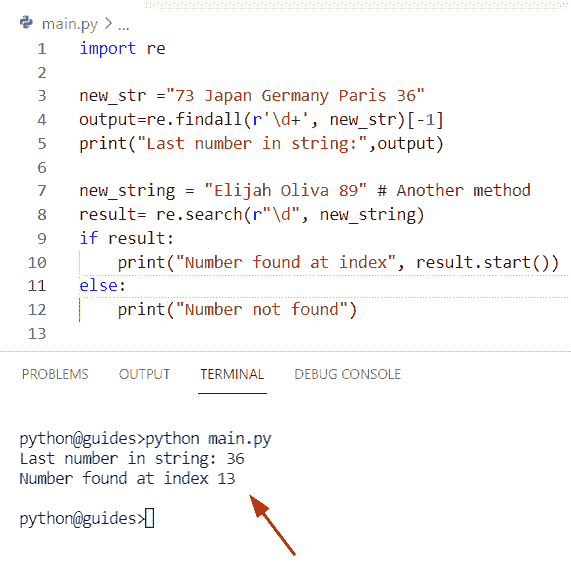 main.py > ...
1 import re
2
3 new_str ="73 Japan Germany Paris 36"
4 output=re.findall(r'\d+', new_str)[-1]
5 print("Last number in string:",output)
6
7 new_string = "Elijah Oliva 89" # Another method
8 result= re.search(r"\d", new_string)
9 if result:
10     print("Number found at index", result.start())
11 else:
12     print("Number not found")
13
PROBLEMS OUTPUT TERMINAL DEBUG CONSOLE
python@guides>python main.py
Last number in string: 36
Number found at index 13
python@guides>